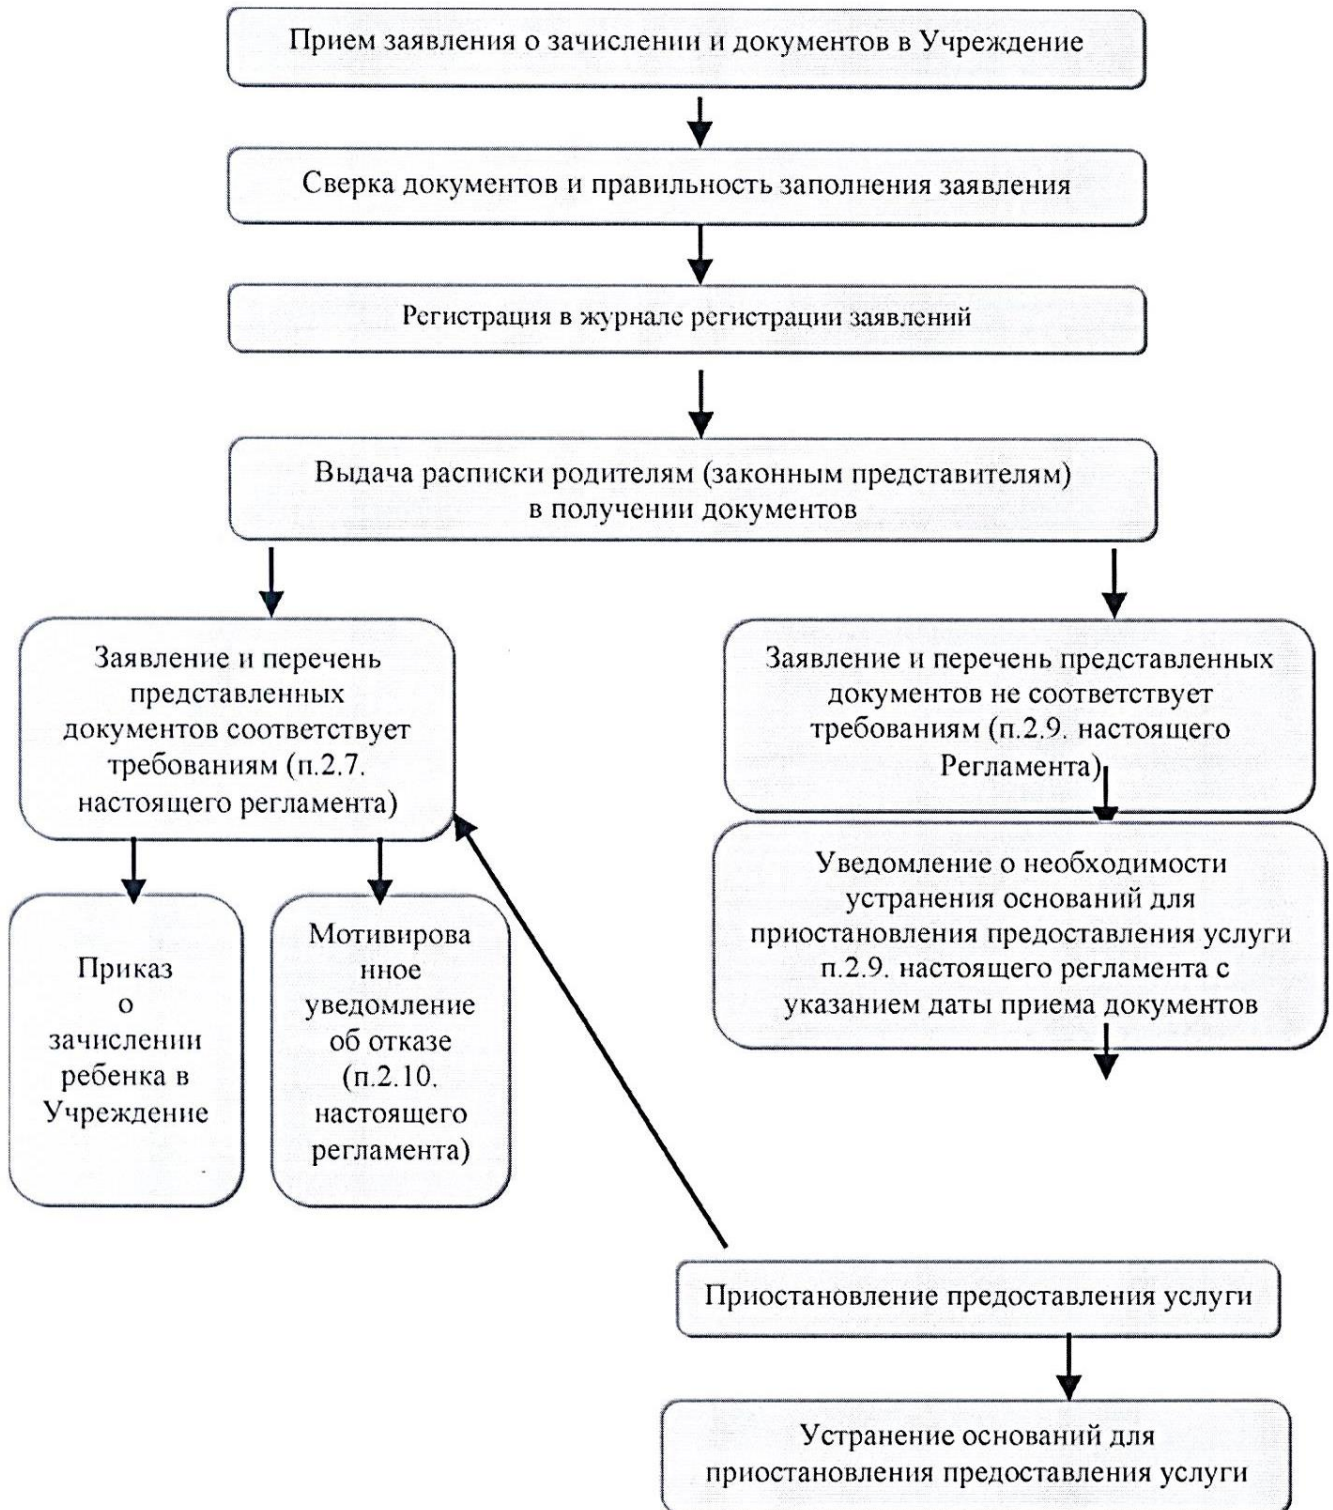 Прием заявления о зачислении и документов в Учреждение
Сверка документов и правильность заполнения заявления
Регистрация в журнале регистрации заявлений
Выдача расписки родителям (законным представителям)
в получении документов
Заявление и перечень
представленных
документов соответствует
требованиям (п.2.7.
настоящего регламента)
Заявление и перечень представленных
документов не соответствует
требованиям (п.2.9. настоящего
Регламента)
Уведомление о необходимости
устранения оснований для
приостановления предоставления услуги
п.2.9. настоящего регламента с
указанием даты приема документов
Приказ
о
зачислении
ребенка в
Учреждение
Мотивирова
нное
уведомление
об отказе
(п.2.10.
настоящего
регламента)
Приостановление предоставления услуги
Устранение оснований для
приостановления предоставления услуги